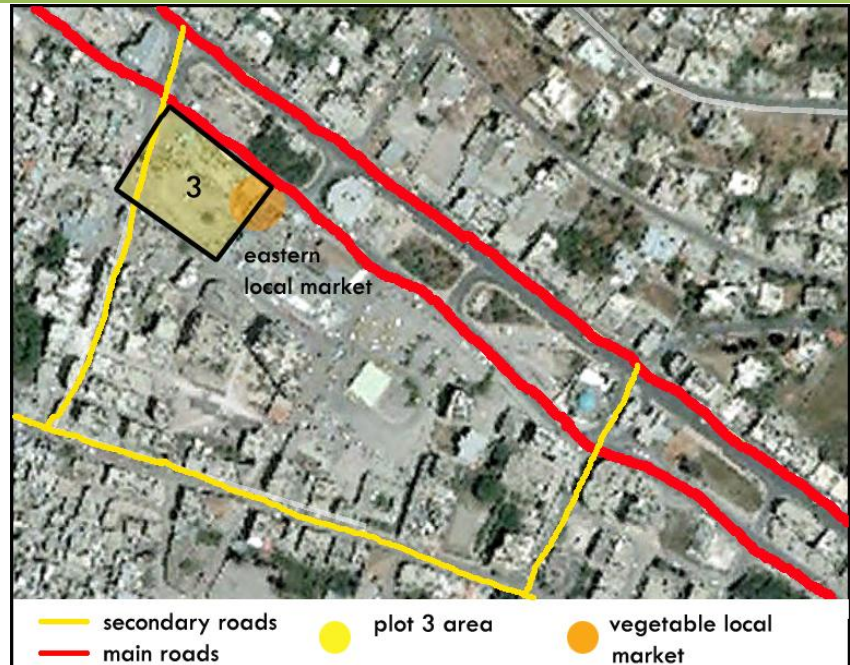 3
eastern
local market
secondary roads
main roads
plot 3 area
vegetable local
market